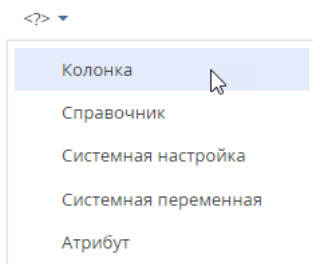 <?>
Колонка
Справочник
Системная настройка
Системная переменная
Атрибут